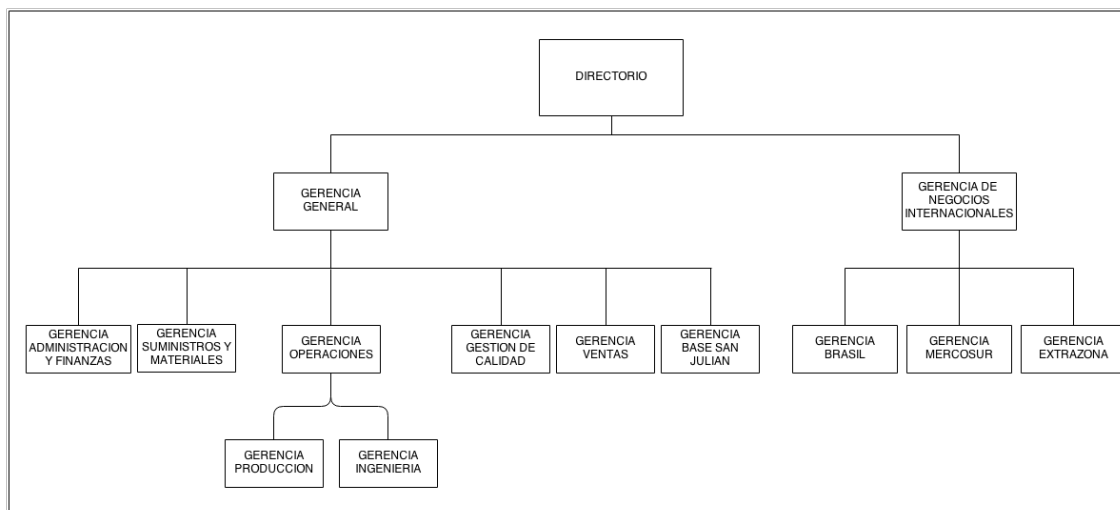 DIRECTORIO
GERENCIA
GENERAL
GERENCIA DE
NEGOCIOS
INTERNACIONALES
GERENCIA
ADMINISTRACION
Y FINANZAS
GERENCIA
SUMINISTROS Y
MATERIALES
GERENCIA
OPERACIONES
GERENCIA
GESTION DE
CALIDAD
GERENCIA
VENTAS
GERENCIA
BASE SAN
JULIAN
GERENCIA
BRASIL
GERENCIA
MERCOSUR
GERENCIA
EXTRAZONA
GERENCIA
PRODUCCION
GERENCIA
INGENIERIA